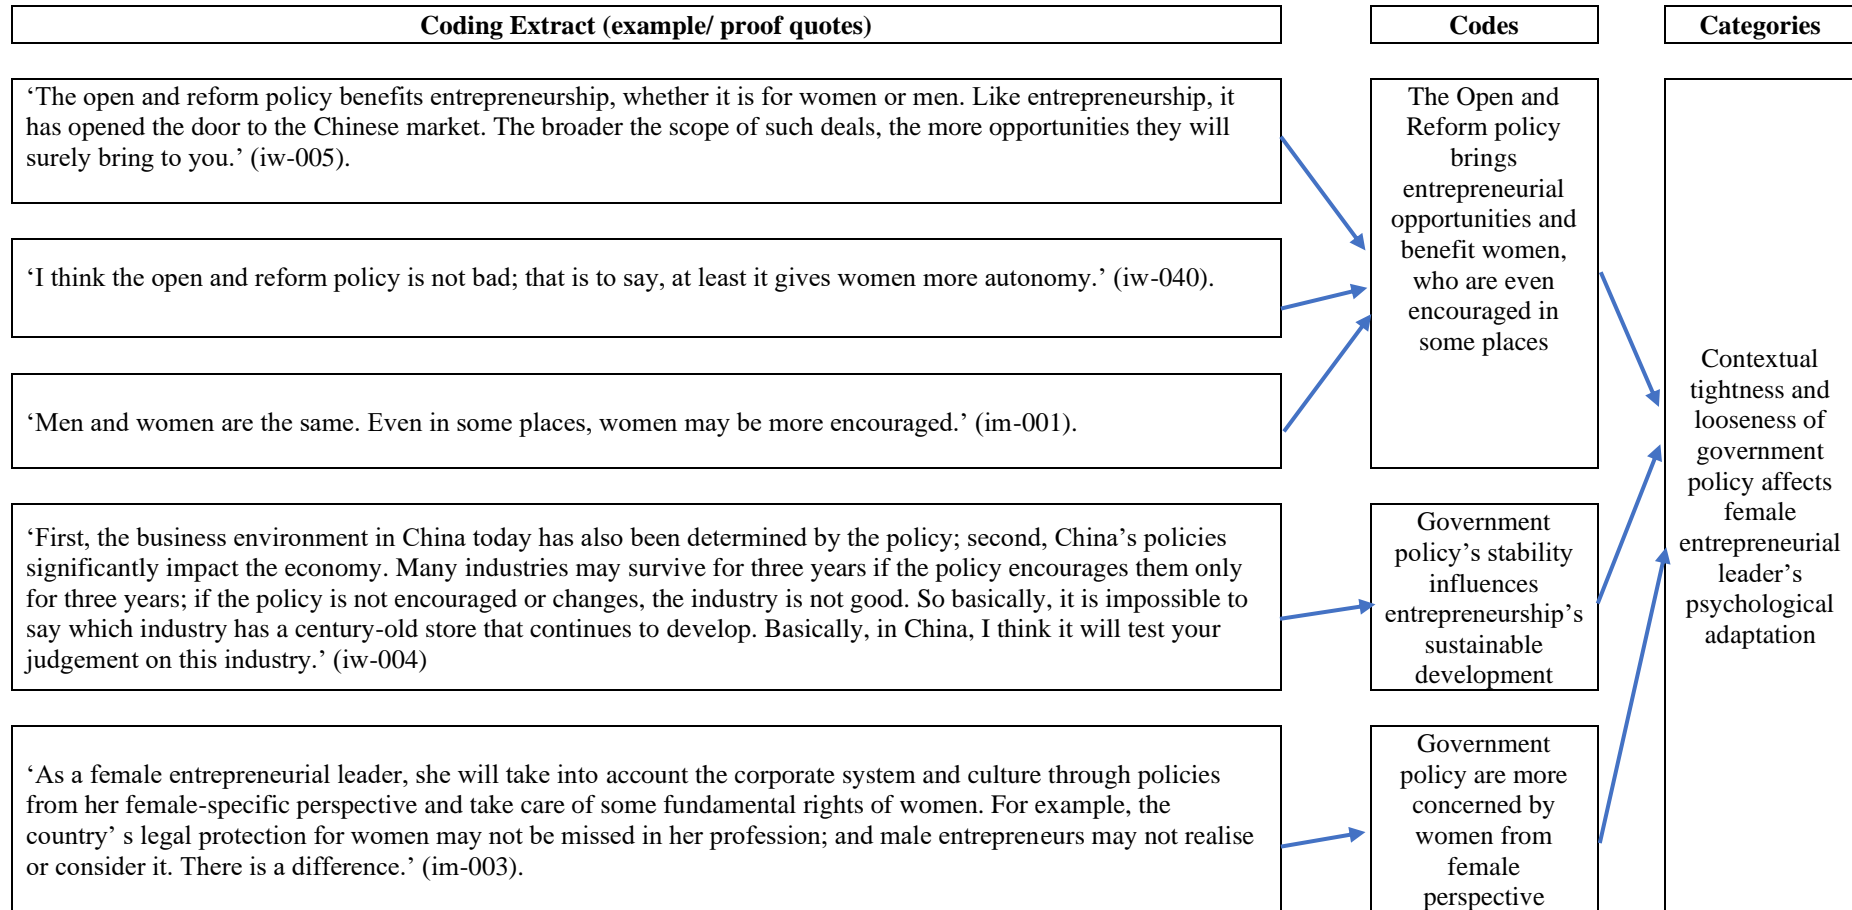 Coding Extract (example/ proof quotes)
Codes
Categories
‘The open and reform policy benefits entrepreneurship, whether it is for women or men. Like entrepreneurship, it
has opened the door to the Chinese market. The broader the scope of such deals, the more opportunities they will
surely bring to you.’ (iw-005).
‘I think the open and reform policy is not bad; that is to say, at least it gives women more autonomy.’ (iw-040).
‘Men and women are the same. Even in some places, women may be more encouraged.’ (im-001).
The Open and
Reform policy
brings
entrepreneurial
opportunities and
benefit women,
who are even
encouraged in
some places
‘First, the business environment in China today has also been determined by the policy; second, China’s policies
significantly impact the economy. Many industries may survive for three years if the policy encourages them only
for three years; if the policy is not encouraged or changes, the industry is not good. So basically, it is impossible to
say which industry has a century-old store that continues to develop. Basically, in China, I think it will test your
judgement on this industry.’ (iw-004)
Government
policy’s stability
influences
entrepreneurship’s
sustainable
development
‘As a female entrepreneurial leader, she will take into account the corporate system and culture through policies
from her female-specific perspective and take care of some fundamental rights of women. For example, the
country’ s legal protection for women may not be missed in her profession; and male entrepreneurs may not realise
or consider it. There is a difference.’ (im-003).
Government
policy are more
concerned by
women from
female
perspective
Contextual
tightness and
looseness of
government
policy affects
female
entrepreneurial
leader’s
psychological
adaptation